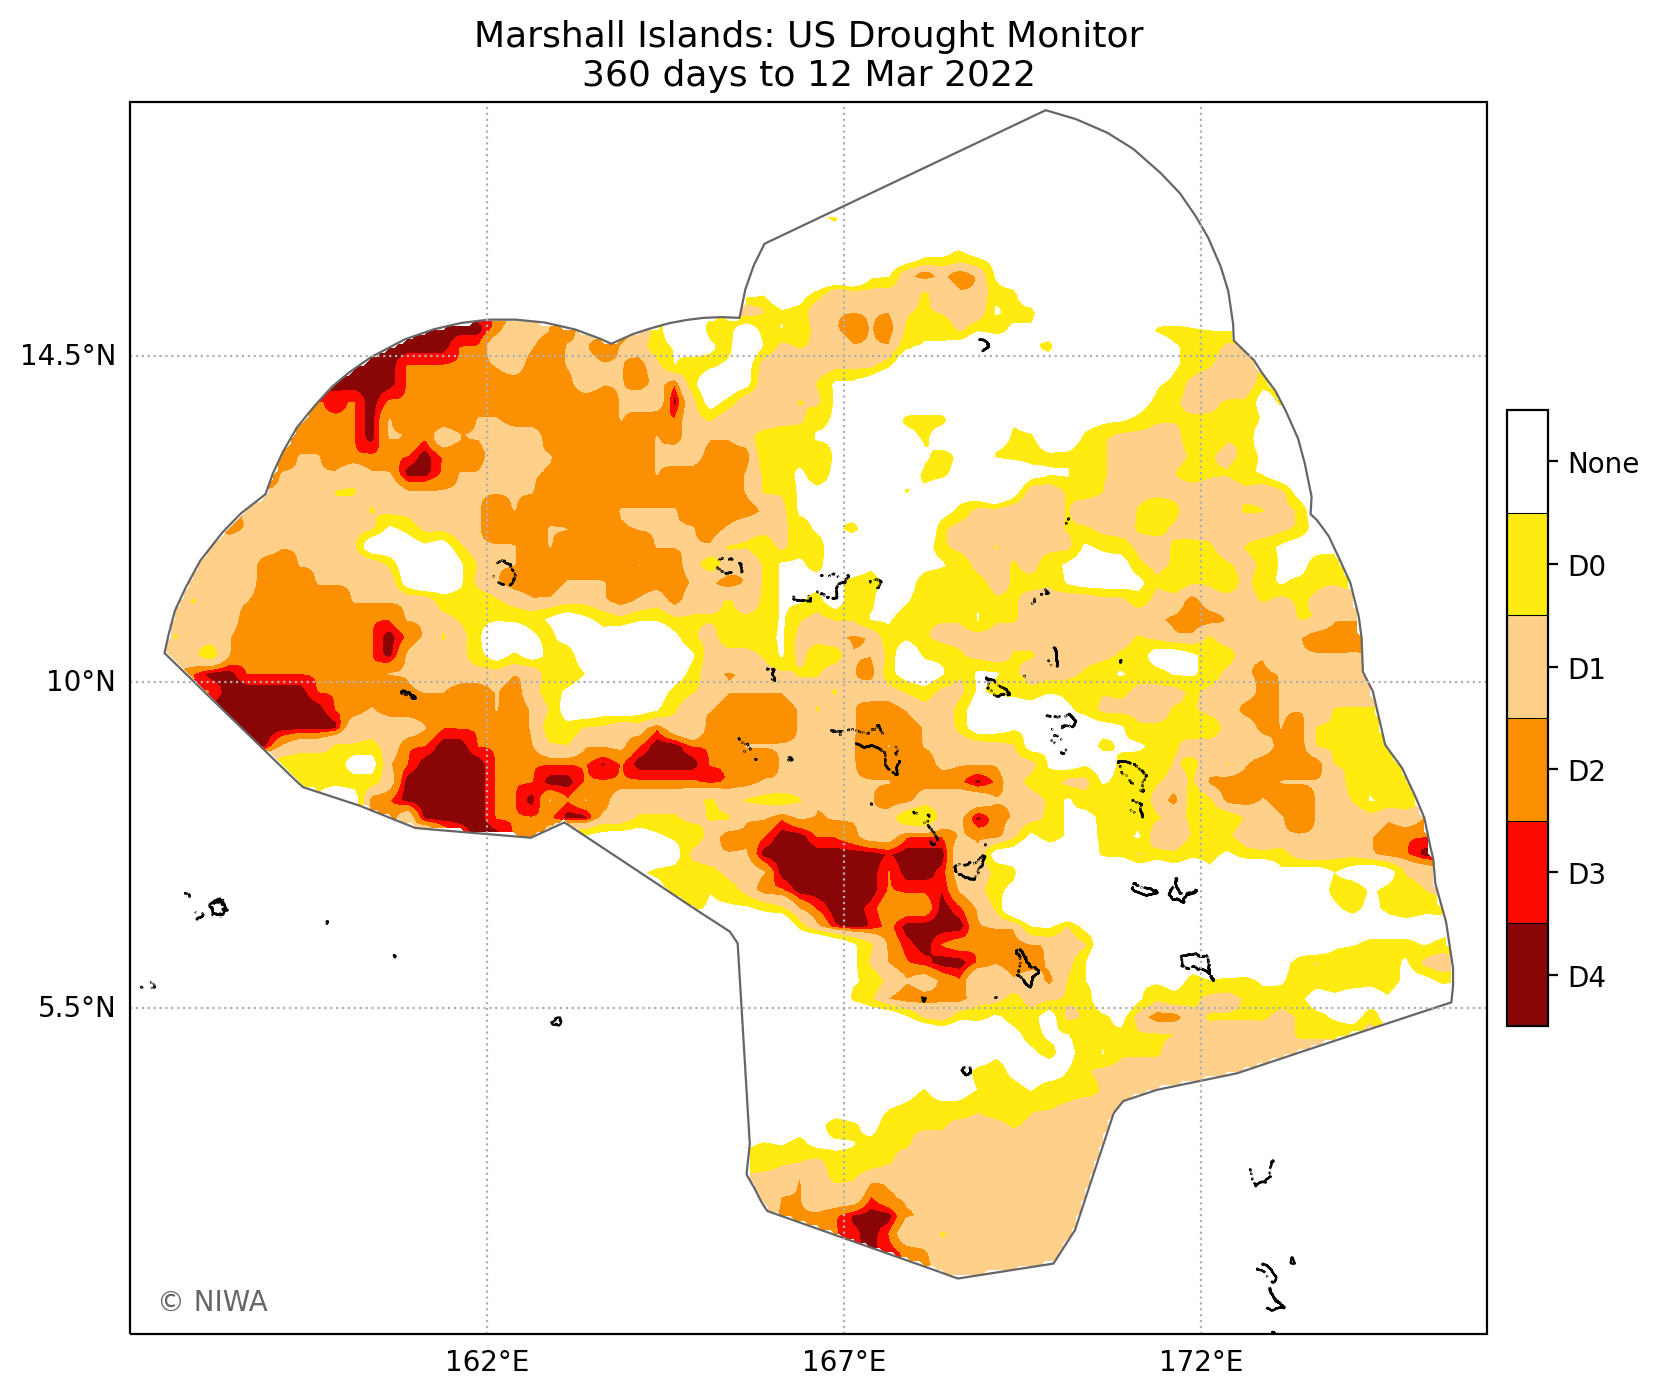 Marshall Islands: US Drought Monitor
360 days to 12 Mar 2022
14.5°N
10°N
5.5°N
162°E
167°E
172°E
None
D0
D1
D2
D3
D4
© NIWA